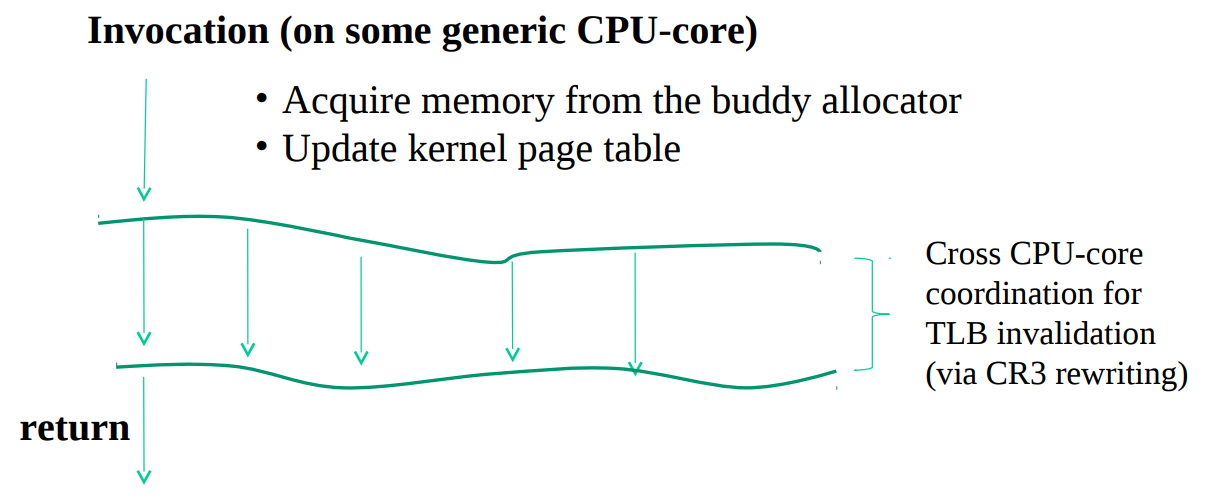 Invocation (on some generic CPU-core)
• Acquire memory from the buddy allocator
• Update kernel page table
Cross CPU-core
coordination for
TLB invalidation
(via CR3 rewriting)
return